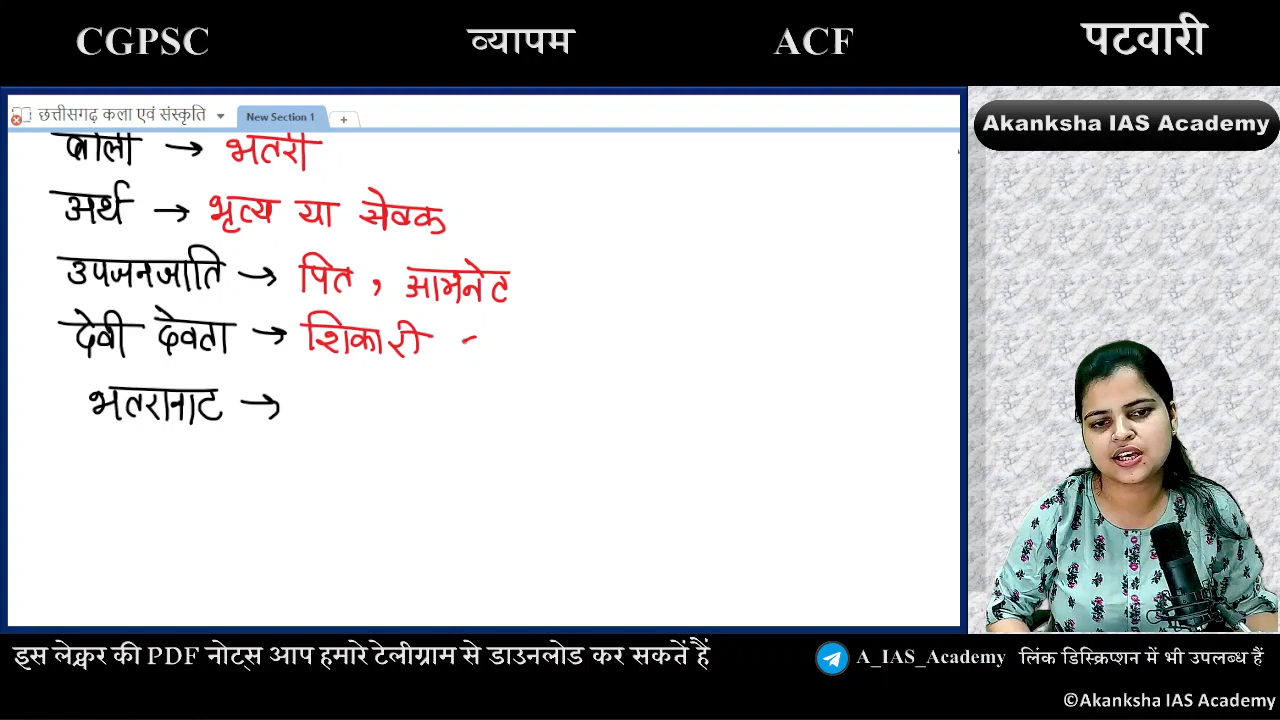 CGPSC व्यापम ACF पटवारी
छत्तीसगढ़ कला एवं संस्कृति New Section 1 +
Akanksha IAS Academy
बोली → भतरी
अर्थ → भृत्य या सेवक
उपजनजाति → पित , आमनेट
देवी देवता → शिकारी -
भतरानाट →
इस लेक्चर की PDF नोट्स आप हमारे टेलीग्राम से डाउनलोड कर सकतें हैं A_IAS_Academy लिंक डिस्क्रिप्शन में भी उपलब्ध हैं
©Akanksha IAS Academy